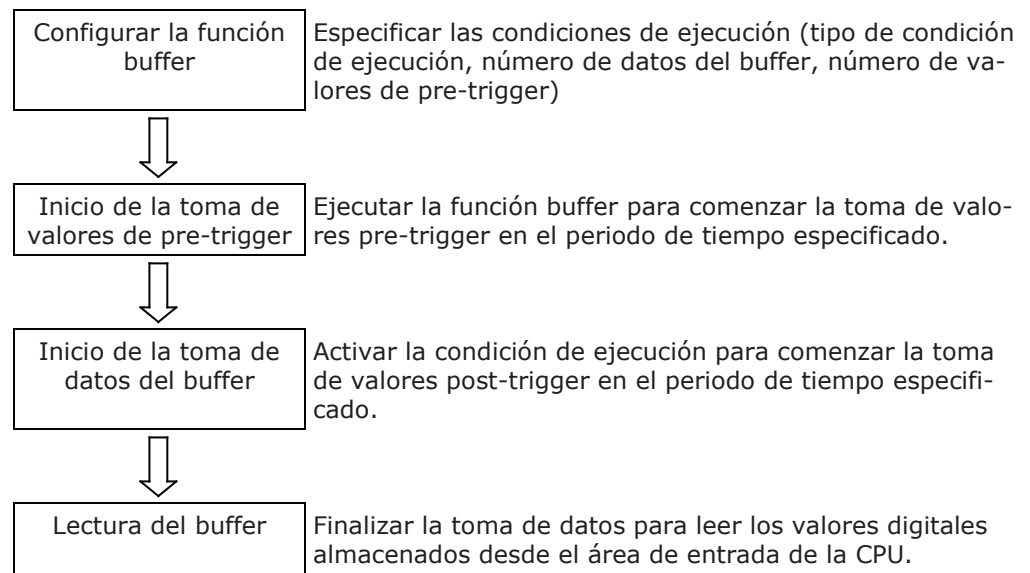 Configurar la función
buffer
Especificar las condiciones de ejecución (tipo de condición
de ejecución, número de datos del buffer, número de va-
lores de pre-trigger)
Inicio de la toma de
valores de pre-trigger
Ejecutar la función buffer para comenzar la toma de valo-
res pre-trigger en el periodo de tiempo especificado.
Inicio de la toma de
datos del buffer
Activar la condición de ejecución para comenzar la toma
de valores post-trigger en el periodo de tiempo especifi-
cado.
Lectura del buffer
Finalizar la toma de datos para leer los valores digitales
almacenados desde el área de entrada de la CPU.